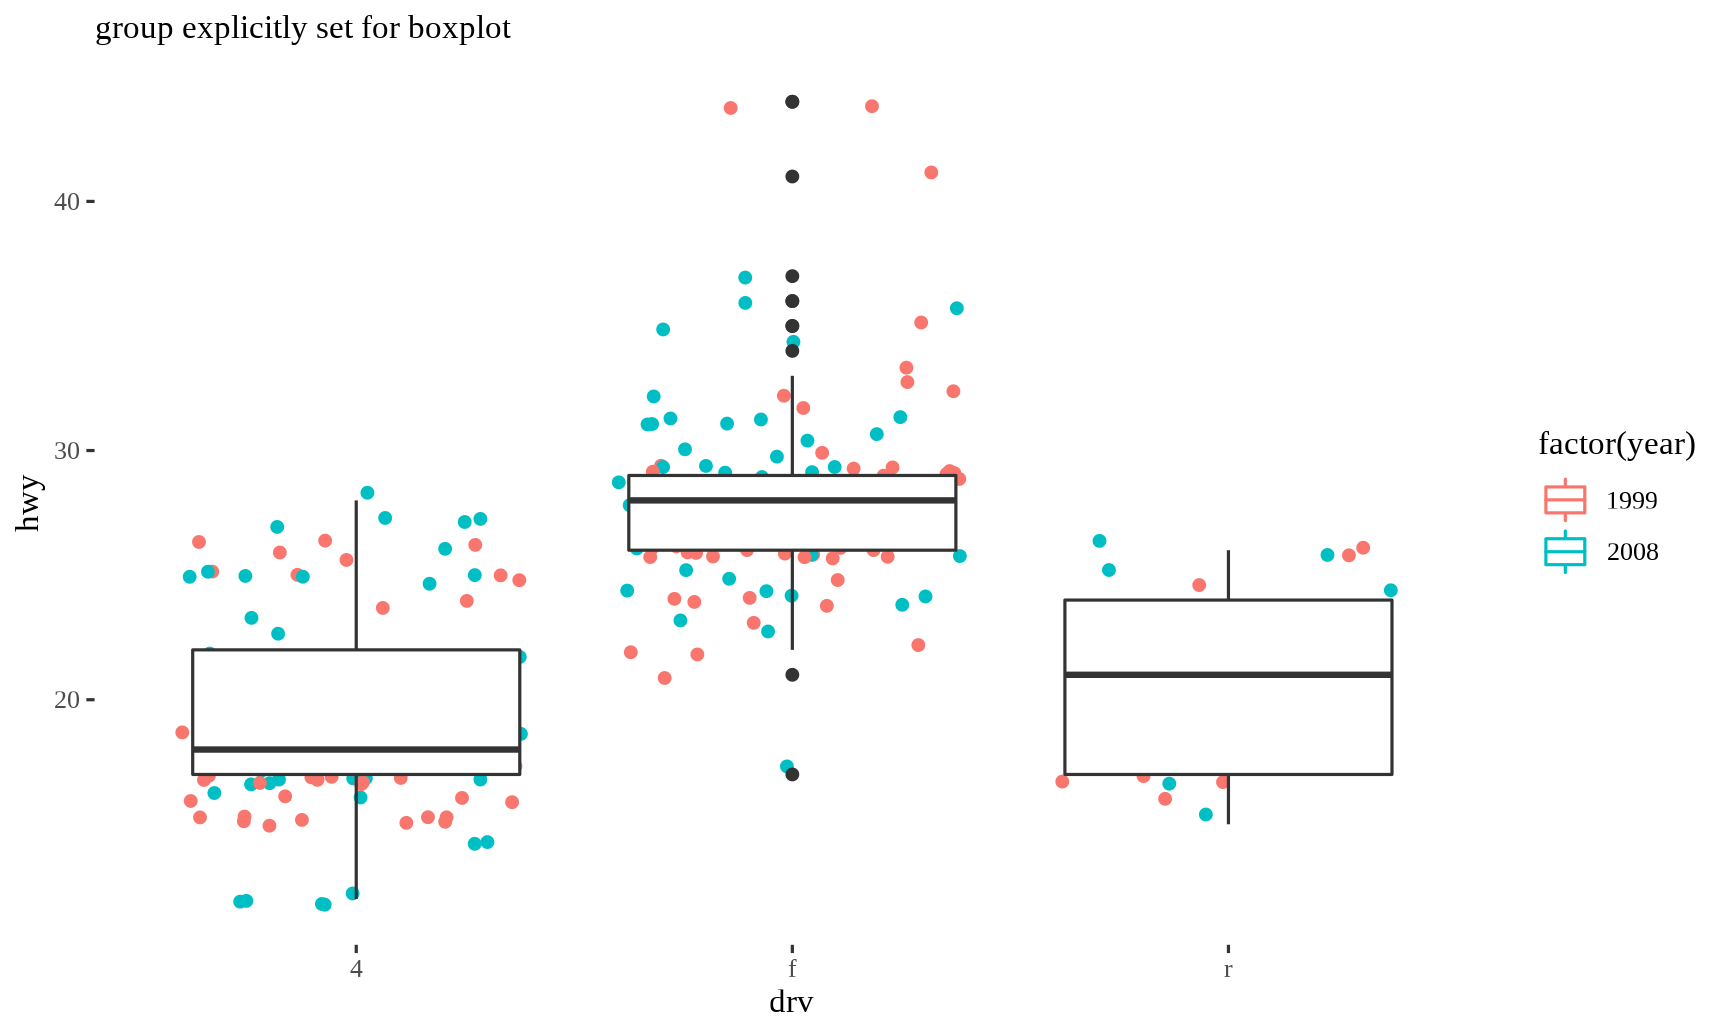 group explicitly set for boxplot
40
30
20
hwy
4
f
r
drv
factor(year)
1999
2008